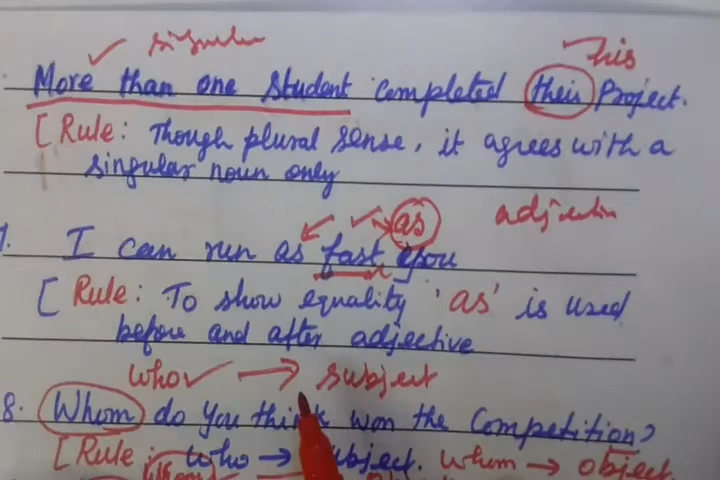 singular
This
More than one student completed their Project.
[ Rule: Though plural sense, it agrees with a
singular noun only
as
adjective
7. I can run as fast you
[ Rule: To show equality 'as' is used
before and after adjective
who → subject
8. Whom do you think won the Competition?
[ Rule: who → subject. whom → object